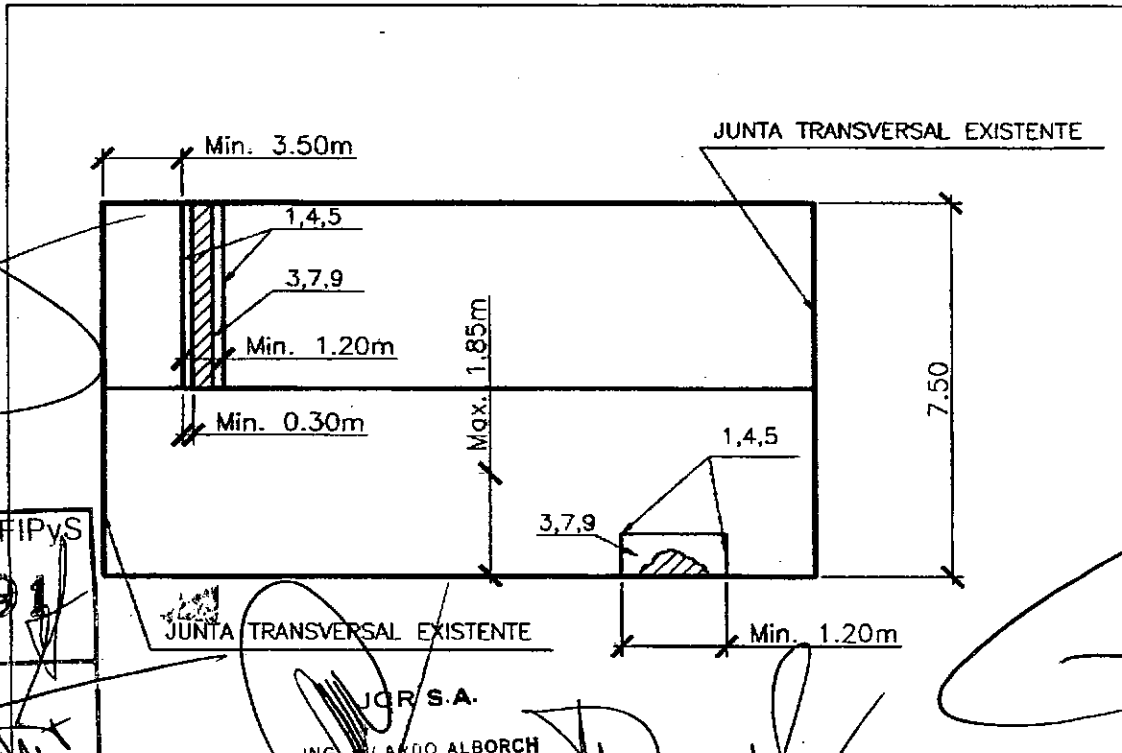 Min. 3.50m
JUNTA TRANSVERSAL EXISTENTE
1,4,5
3,7,9
Min. 1.20m
Min. 0.30m
Max. 1.85m
7.50
1,4,5
3,7,9
FIPyS
JUNTA TRANSVERSAL EXISTENTE
Min. 1.20m
S.A.
ALBORCH